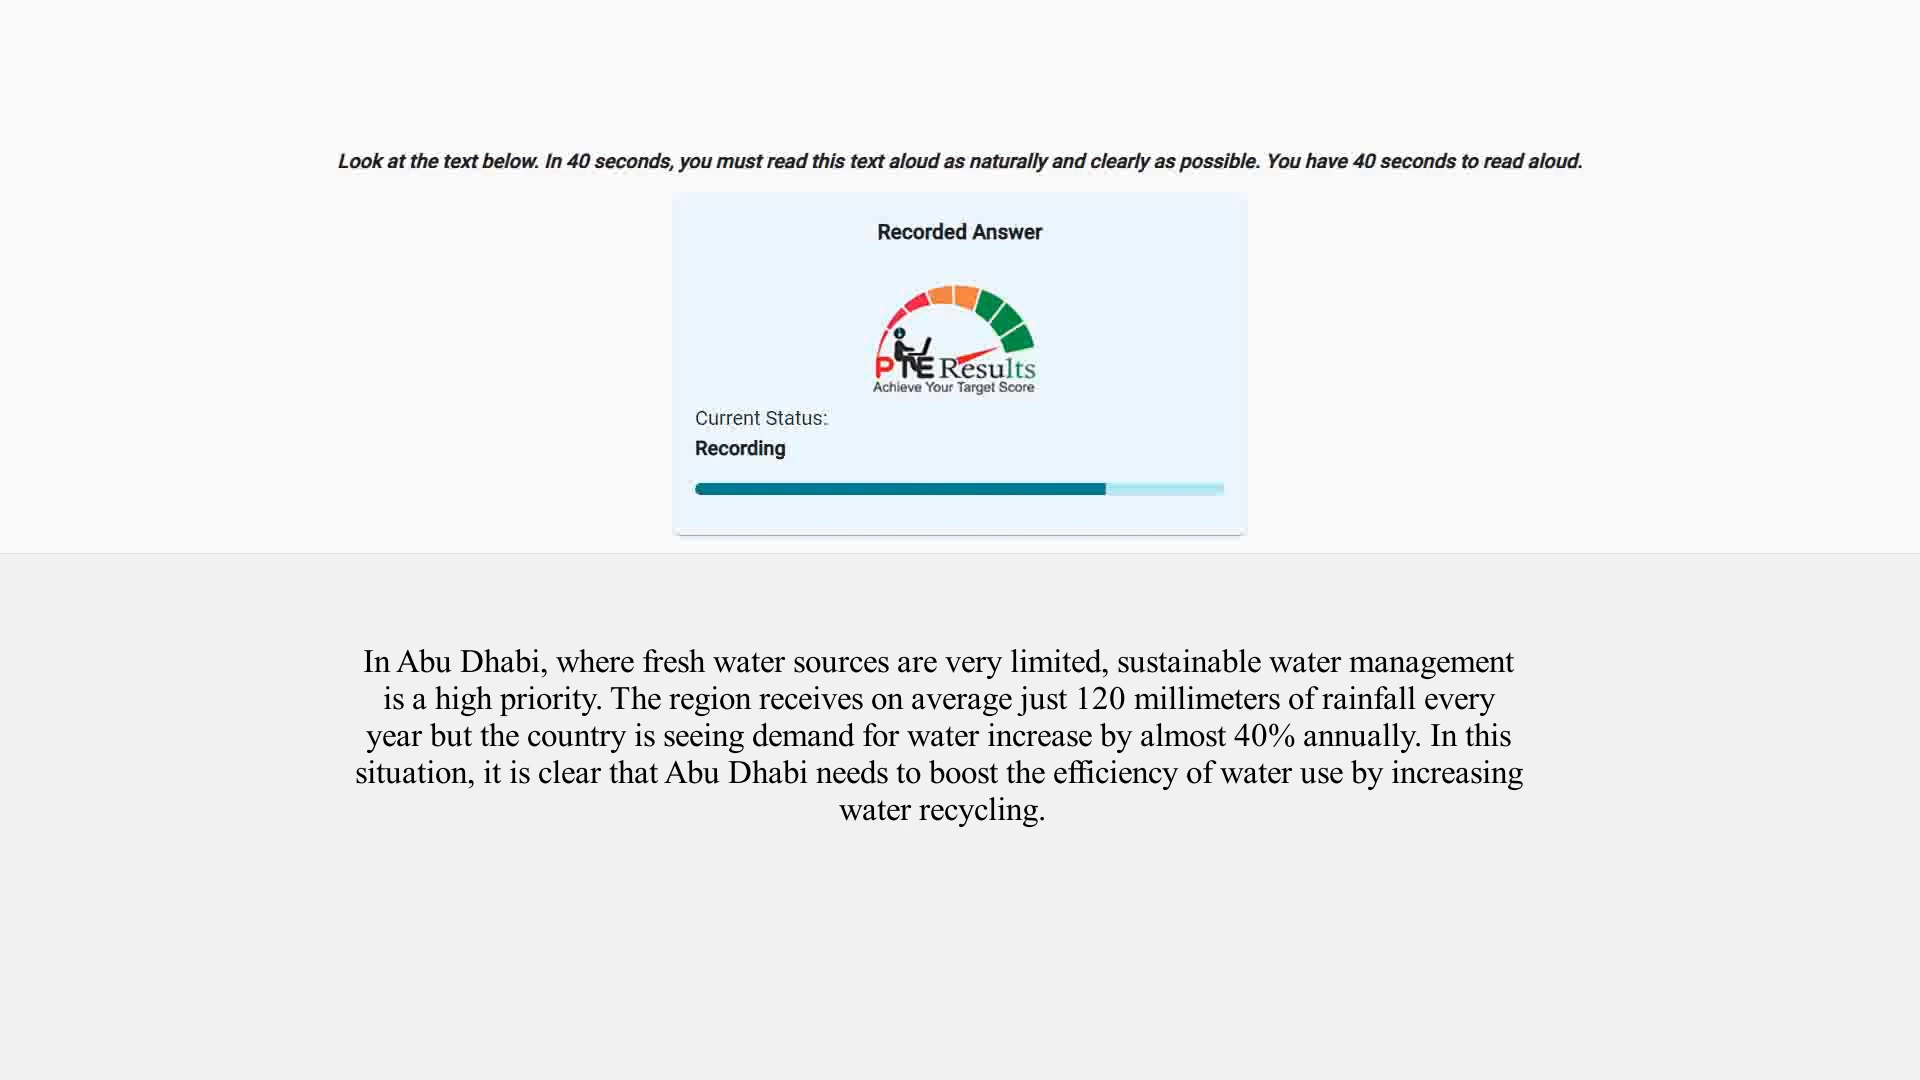 Look at the text below. In 40 seconds, you must read this text aloud as naturally and clearly as possible. You have 40 seconds to read aloud.
Recorded Answer
PTE Results
Achieve Your Target Score
Current Status:
Recording
In Abu Dhabi, where fresh water sources are very limited, sustainable water management
is a high priority. The region receives on average just 120 millimeters of rainfall every
year but the country is seeing demand for water increase by almost 40% annually. In this
situation, it is clear that Abu Dhabi needs to boost the efficiency of water use by increasing
water recycling.